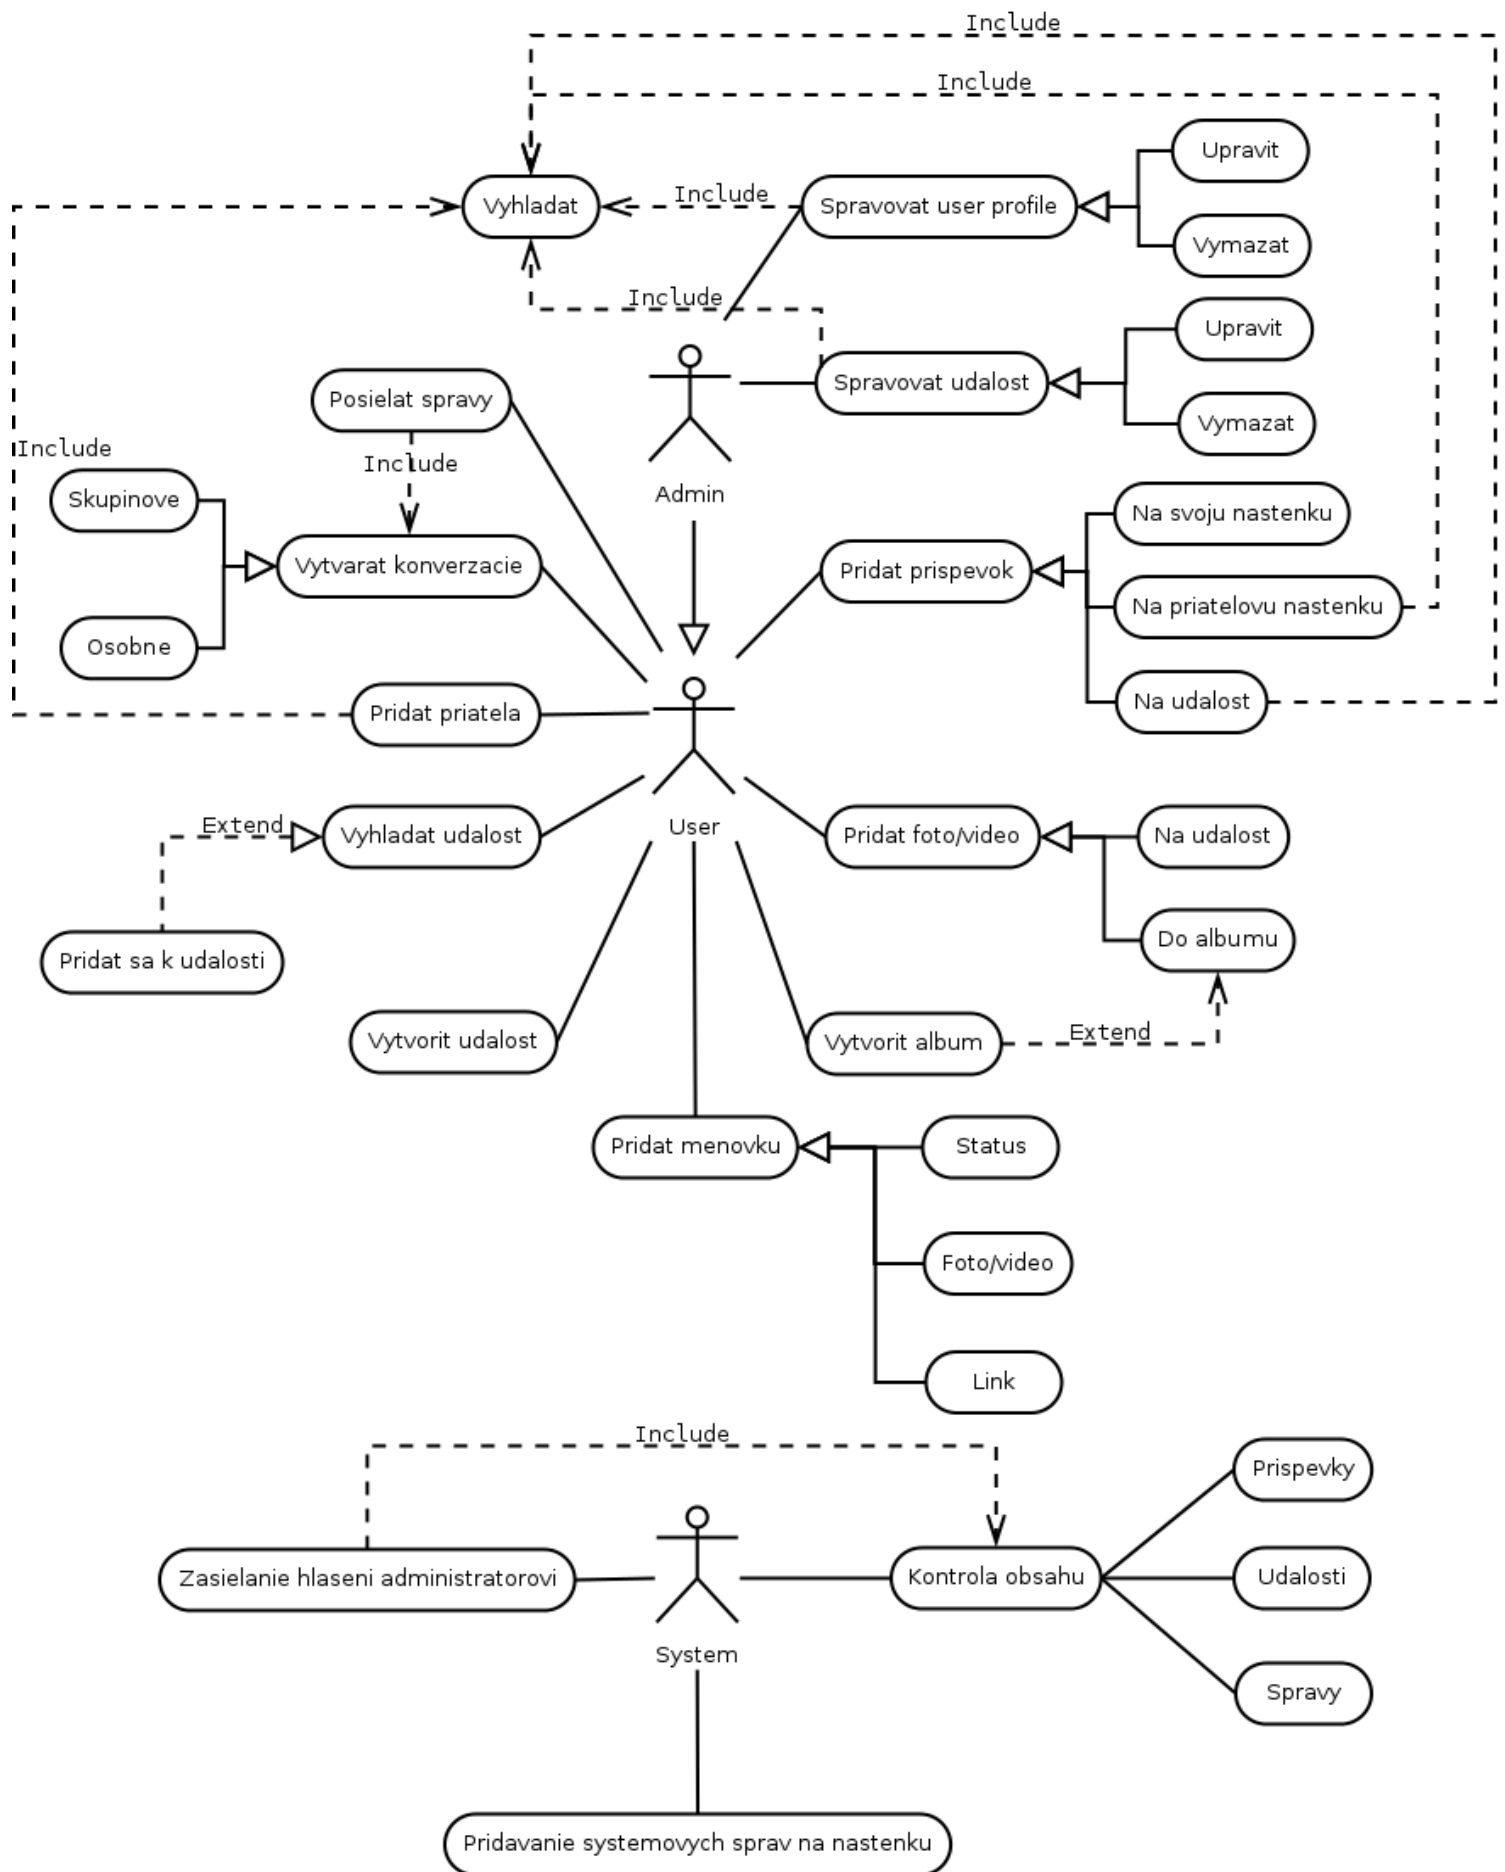 Include
Include
Upravit
Include
Vyhladat
Spravovat user profile
Vymazat
Include
Upravit
Spravovat udalost
Posielat spravy
Vymazat
Include
Include
Admin
Skupinove
Na svoju nastenku
Vytvarat konverzacie
Pridat prispevok
Na priatelovu nastenku
Osobne
Na udalost
Pridat priatela
Extend
User
Vyhladat udalost
Pridat foto/video
Na udalost
Do albumu
Pridat sa k udalosti
Extend
Vytvorit udalost
Vytvorit album
Pridat menovku
Status
Foto/video
Link
Include
Prispevky
Zasielanie hlaseni administratorovi
Kontrola obsahu
Udalosti
System
Spravy
Pridavanie systemovych sprav na nastenku